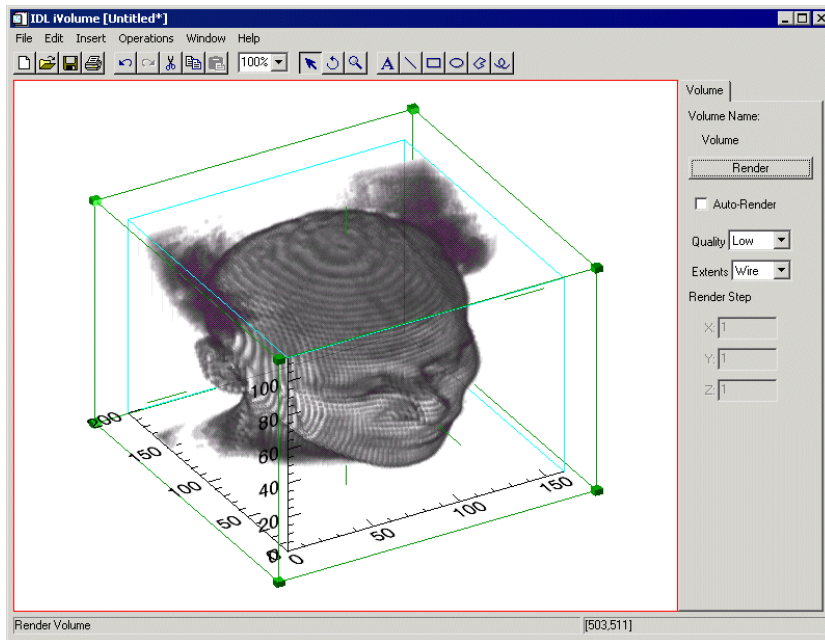 IDL iVolume [Untitled*]
File Edit Insert Operations Window Help
100%
A
Volume
Volume Name:
Volume
Render
Auto-Render
Quality Low
Extents Wire
Render Step
X: 1
Y: 1
Z: 1
100
80
60
40
20
0
200
150
100
50
0
50
100
150
Render Volume
[503,511]